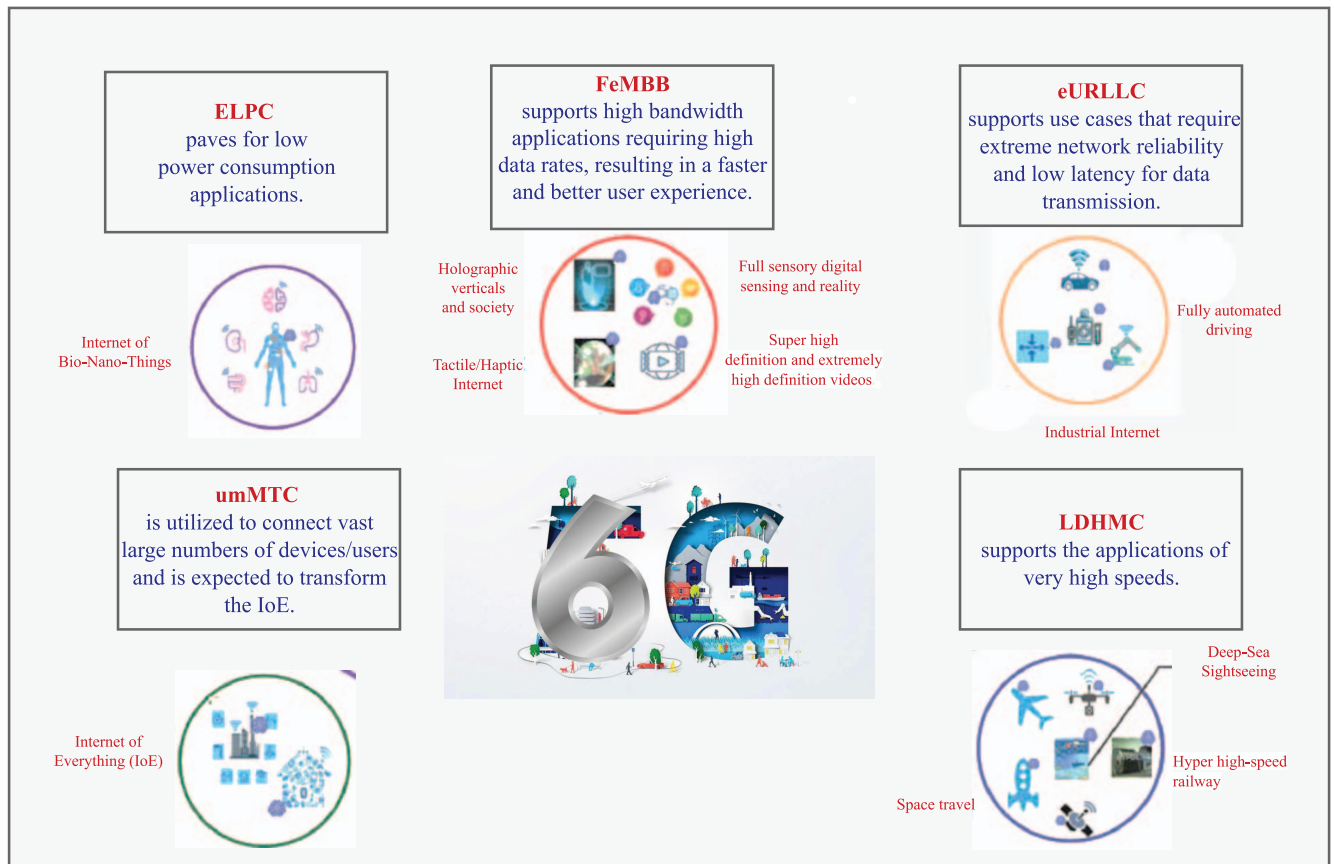 ELPC
paves for low
power consumption
applications.
FeMBB
supports high bandwidth
applications requiring high
data rates, resulting in a faster
and better user experience.
eURLLC
supports use cases that require
extreme network reliability
and low latency for data
transmission.
Internet of
Bio-Nano-Things
Holographic
verticals
and society
Tactile/Haptic
Internet
Full sensory digital
sensing and reality
Super high
definition and extremely
high definition videos
Fully automated
driving
Industrial Internet
umMTC
is utilized to connect vast
large numbers of devices/users
and is expected to transform
the IoE.
6G
LDHMC
supports the applications of
very high speeds.
Internet of
Everything (IoE)
Deep-Sea
Sightseeing
Hyper high-speed
railway
Space travel